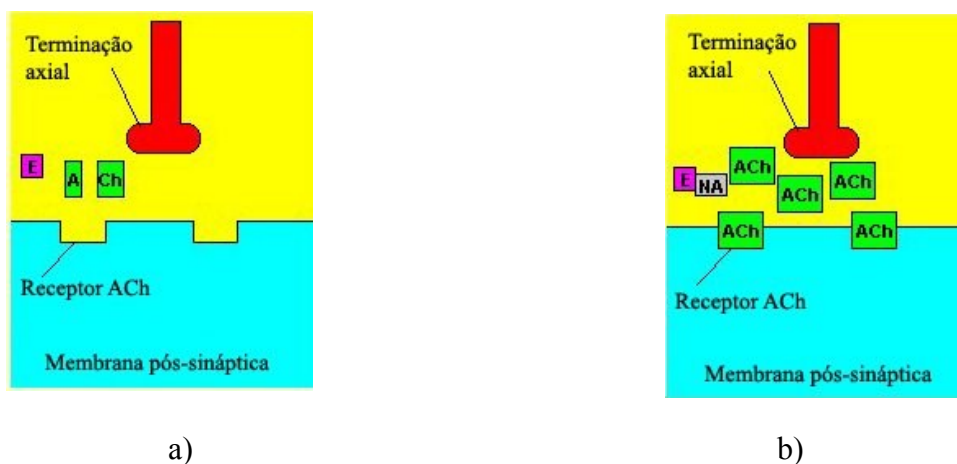 Terminação
axial
E
A
Ch
Receptor ACh
Membrana pós-sináptica
a)
Terminação
axial
E
NA
ACh
ACh
ACh
ACh
ACh
Receptor ACh
Membrana pós-sináptica
b)